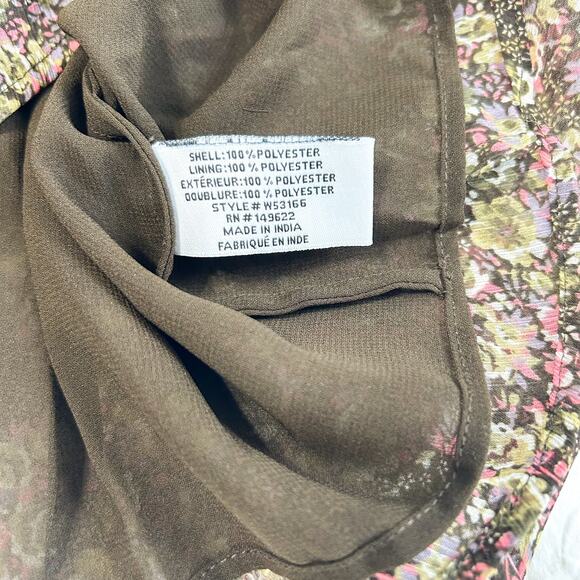 SHELL:100%POLYESTER
LINING:100% POLYESTER
EXTÉRIEUR:100% POLYESTER
DOUBLURE:100% POLYESTER
STYLE# W53166
RN#149622
MADE IN INDIA
FABRIQUÉ EN INDE